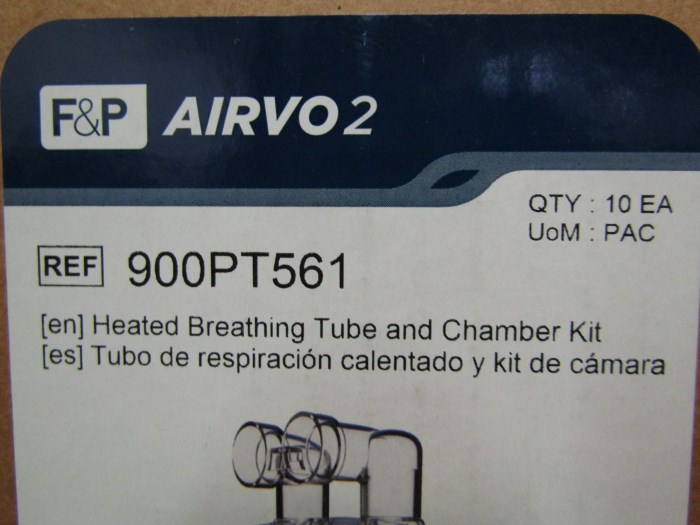 F&P AIRVO 2
QTY : 10 EA
UoM : PAC
REF 900PT561
[en] Heated Breathing Tube and Chamber Kit
[es] Tubo de respiración calentado y kit de cámara